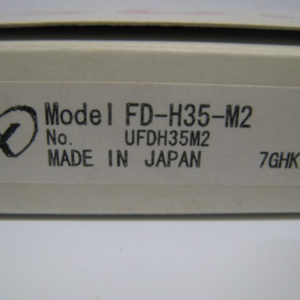 Model FD-H35-M2
No. UFDH35M2
MADE IN JAPAN 7GHK